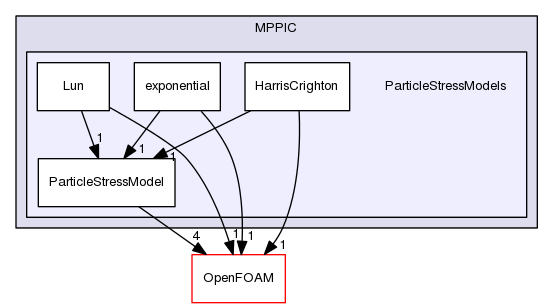 MPPIC
Lun
exponential
HarrisCrighton
ParticleStressModels
1
1
1
ParticleStressModel
4
1
1
1
OpenFOAM